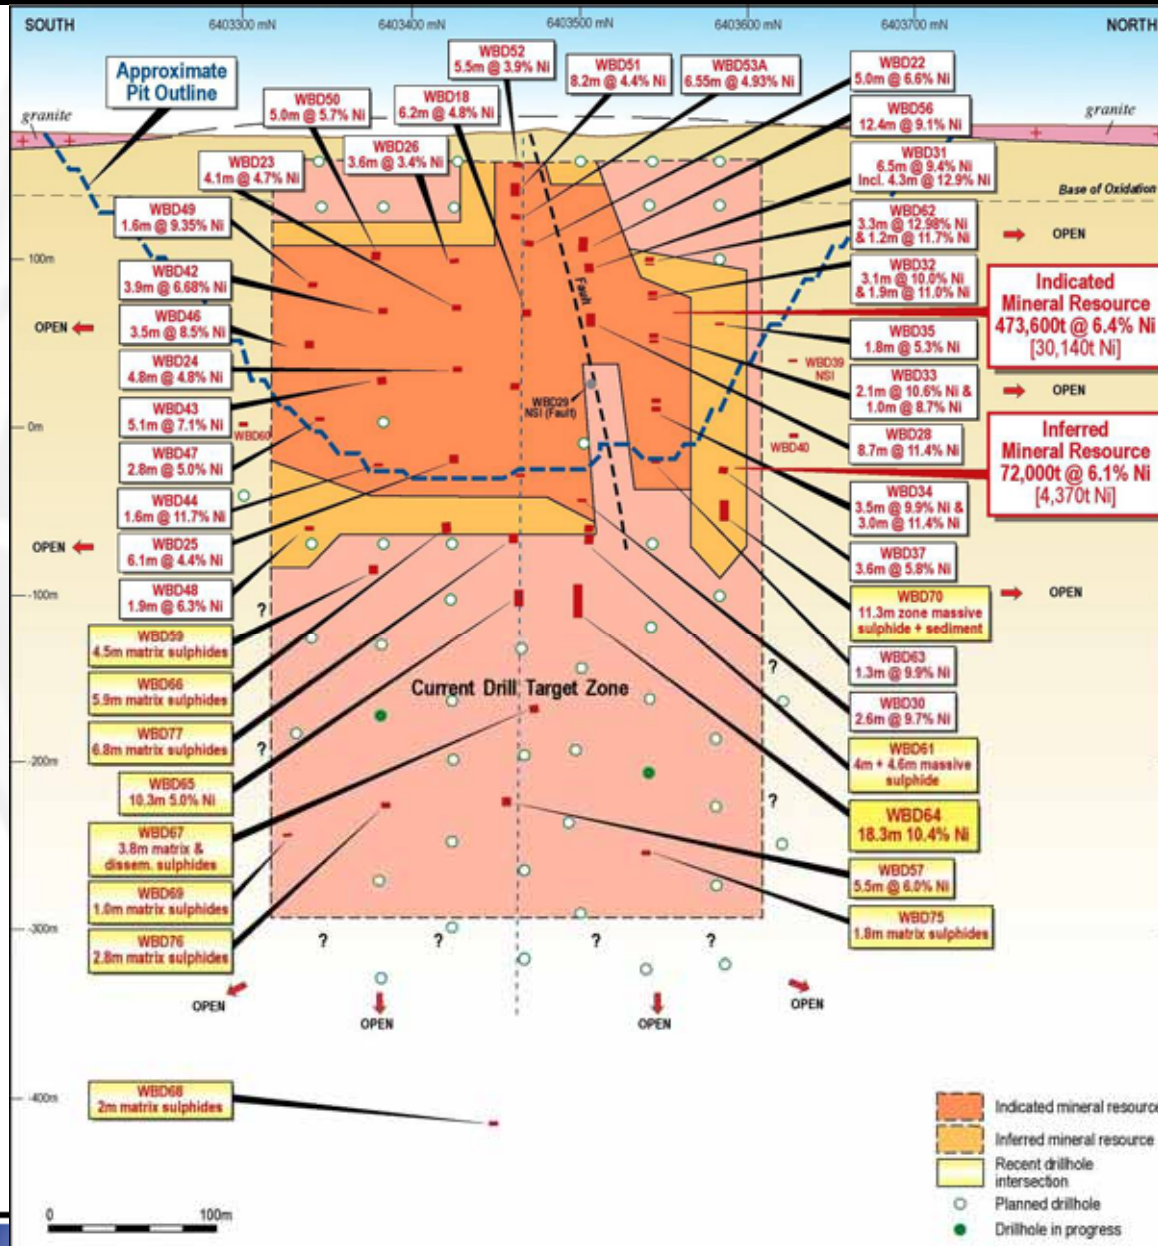 SOUTH
6403300 mN
6403400 mN
6403500 mN
6403600 mN
6403700 mN
NORTH
Approximate
Pit Outline
granite
granite
WBD52
5.5m @ 3.9% Ni
WBD51
8.2m @ 4.4% Ni
WBD53A
6.55m @ 4.93% Ni
WBD22
5.0m @ 6.6% Ni
WBD50
5.0m @ 5.7% Ni
WBD18
6.2m @ 4.8% Ni
WBD56
12.4m @ 9.1% Ni
WBD26
3.6m @ 3.4% Ni
WBD23
4.1m @ 4.7% Ni
WBD31
6.5m @ 9.4% Ni
Incl. 4.3m @ 12.9% Ni
Base of Oxidation
WBD49
1.6m @ 9.35% Ni
WBD62
3.3m @ 12.98% Ni
& 1.2m @ 11.7% Ni
OPEN
100m
WBD42
3.9m @ 6.68% Ni
WBD32
3.1m @ 10.0% Ni
& 1.9m @ 11.0% Ni
Fault
Indicated
Mineral Resource
473,600t @ 6.4% Ni
[30,140t Ni]
OPEN
WBD46
3.5m @ 8.5% Ni
WBD35
1.8m @ 5.3% Ni
WBD39
NSI
WBD24
4.8m @ 4.8% Ni
WBD33
2.1m @ 10.6% Ni &
1.0m @ 8.7% Ni
OPEN
WBD29
NSI (Fault)
WBD43
5.1m @ 7.1% Ni
0m
WBD60
WBD40
WBD28
8.7m @ 11.4% Ni
Inferred
Mineral Resource
72,000t @ 6.1% Ni
[4,370t Ni]
WBD47
2.8m @ 5.0% Ni
WBD44
1.6m @ 11.7% Ni
WBD34
3.5m @ 9.9% Ni &
3.0m @ 11.4% Ni
OPEN
WBD25
6.1m @ 4.4% Ni
WBD37
3.6m @ 5.8% Ni
WBD48
1.9m @ 6.3% Ni
-100m
?
WBD70
11.3m zone massive
sulphide + sediment
OPEN
WBD59
4.5m matrix sulphides
WBD63
1.3m @ 9.9% Ni
?
WBD66
5.9m matrix sulphides
Current Drill Target Zone
WBD30
2.6m @ 9.7% Ni
WBD77
6.8m matrix sulphides
?
WBD61
4m + 4.6m massive
sulphide
-200m
WBD65
10.3m 5.0% Ni
?
WBD64
18.3m 10.4% Ni
WBD67
3.8m matrix &
dissem. sulphides
WBD57
5.5m @ 6.0% Ni
WBD69
1.0m matrix sulphides
WBD75
1.8m matrix sulphides
-300m
WBD76
2.8m matrix sulphides
?
?
?
?
OPEN
OPEN
OPEN
OPEN
-400m
WBD68
2m matrix sulphides
Indicated mineral resource
Inferred mineral resource
Recent drillhole
intersection
Planned drillhole
Drillhole in progress
0
100m